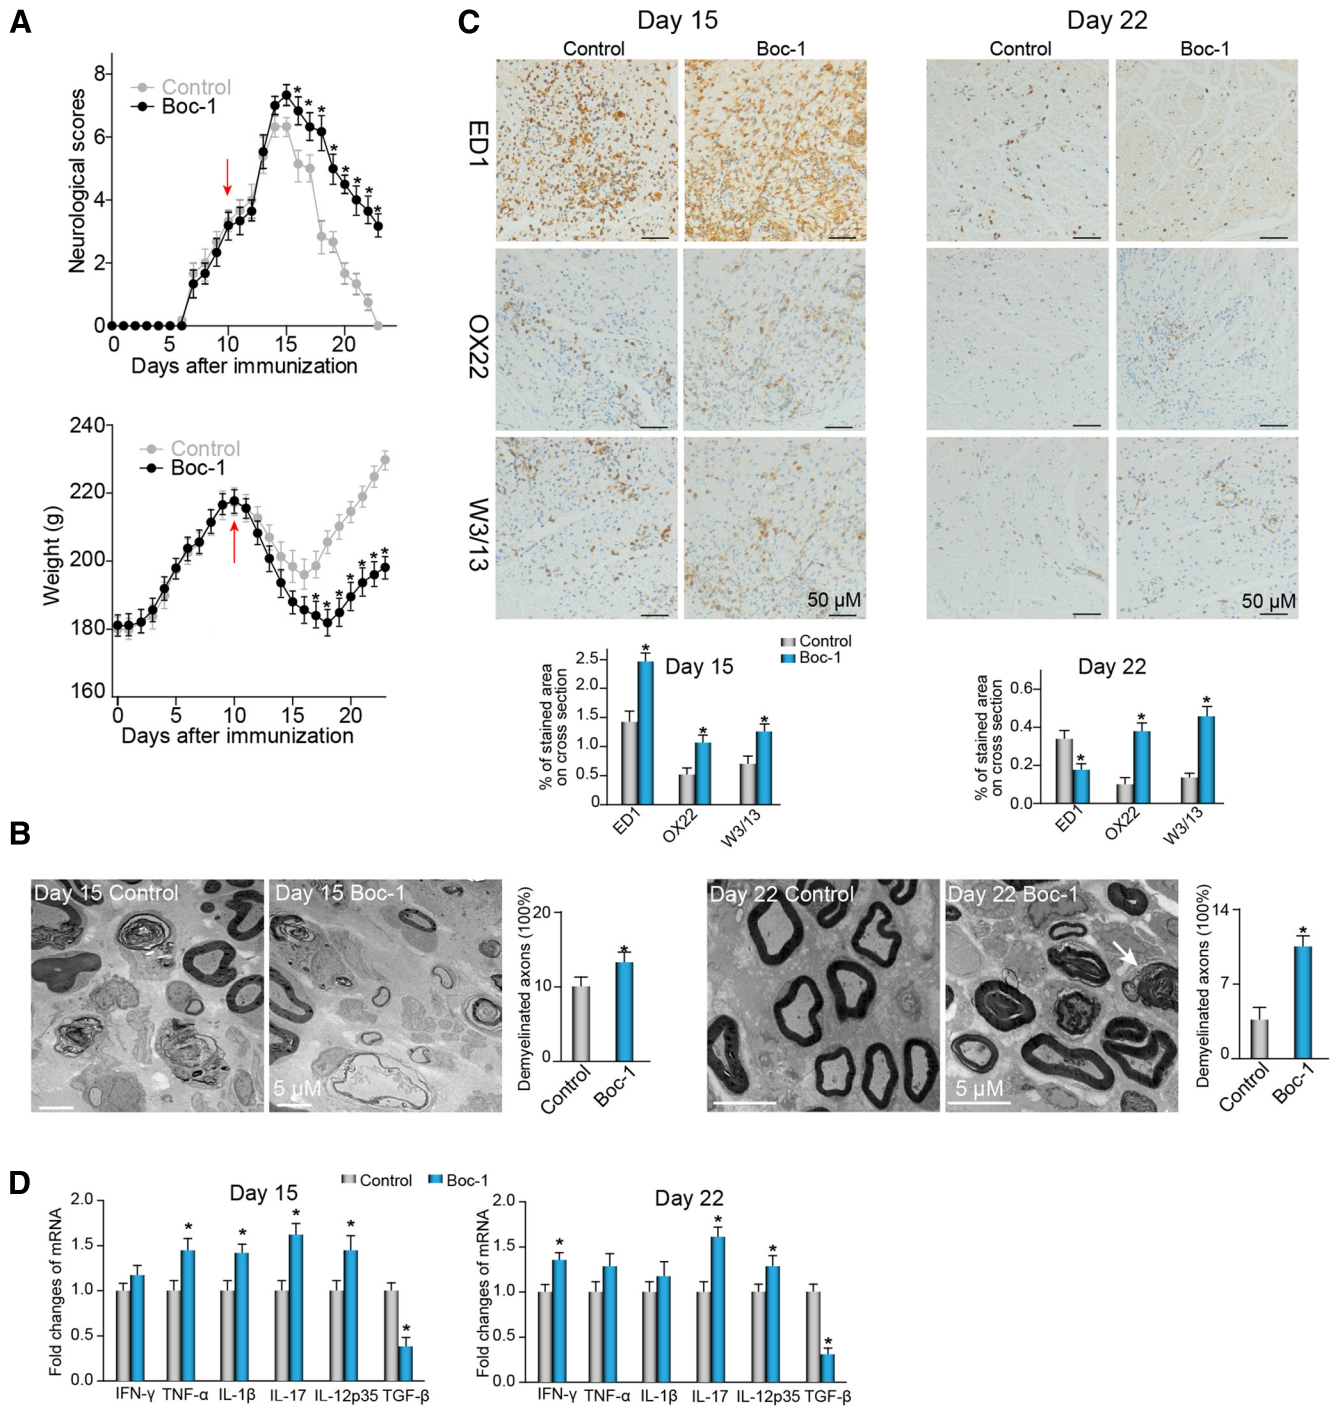 A
8
6
4
2
0
Neurological scores
Control
Boc-1
* * * * * * * *
0 5 10 15 20
Days after immunization
240
220
200
180
160
Weight (g)
Control
Boc-1
* * * * * * *
0 5 10 15 20
Days after immunization
C
Day 15
Day 22
Control
Boc-1
Control
Boc-1
ED1
OX22
W3/13
50 µM
50 µM
Control
Boc-1
Day 15
% of stained area
on cross section
2.5
2.0
1.5
1.0
0.5
0
* * *
ED1
OX22
W3/13
Day 22
% of stained area
on cross section
0.6
0.4
0.2
0.0
* * *
ED1
OX22
W3/13
B
Day 15 Control
Day 15 Boc-1
5 µM
Demyelinated axons (100%)
20
10
0
*
Control
Boc-1
Day 22 Control
Day 22 Boc-1
5 µM
Demyelinated axons (100%)
14
7
0
*
Control
Boc-1
D
Control
Boc-1
Day 15
Fold changes of mRNA
2.0
1.5
1.0
0.5
0.0
* * * * *
IFN-γ TNF-α IL-1β IL-17 IL-12p35 TGF-β
Day 22
Fold changes of mRNA
2.0
1.5
1.0
0.5
0.0
* * * *
IFN-γ TNF-α IL-1β IL-17 IL-12p35 TGF-β